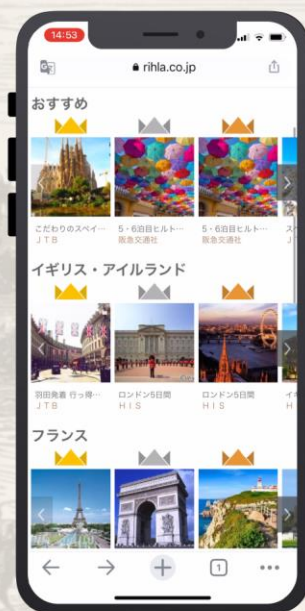 14:53
rihla.co.jp
おすすめ
こだわりのスペイ…
JTB
5・6泊目ヒルト…
阪急交通社
5・6泊目ヒルト…
阪急交通社
ス
J
イギリス・アイルランド
羽田発着 行っ得…
JTB
ロンドン5日間
HIS
ロンドン5日間
HIS
イ
H
フランス
1